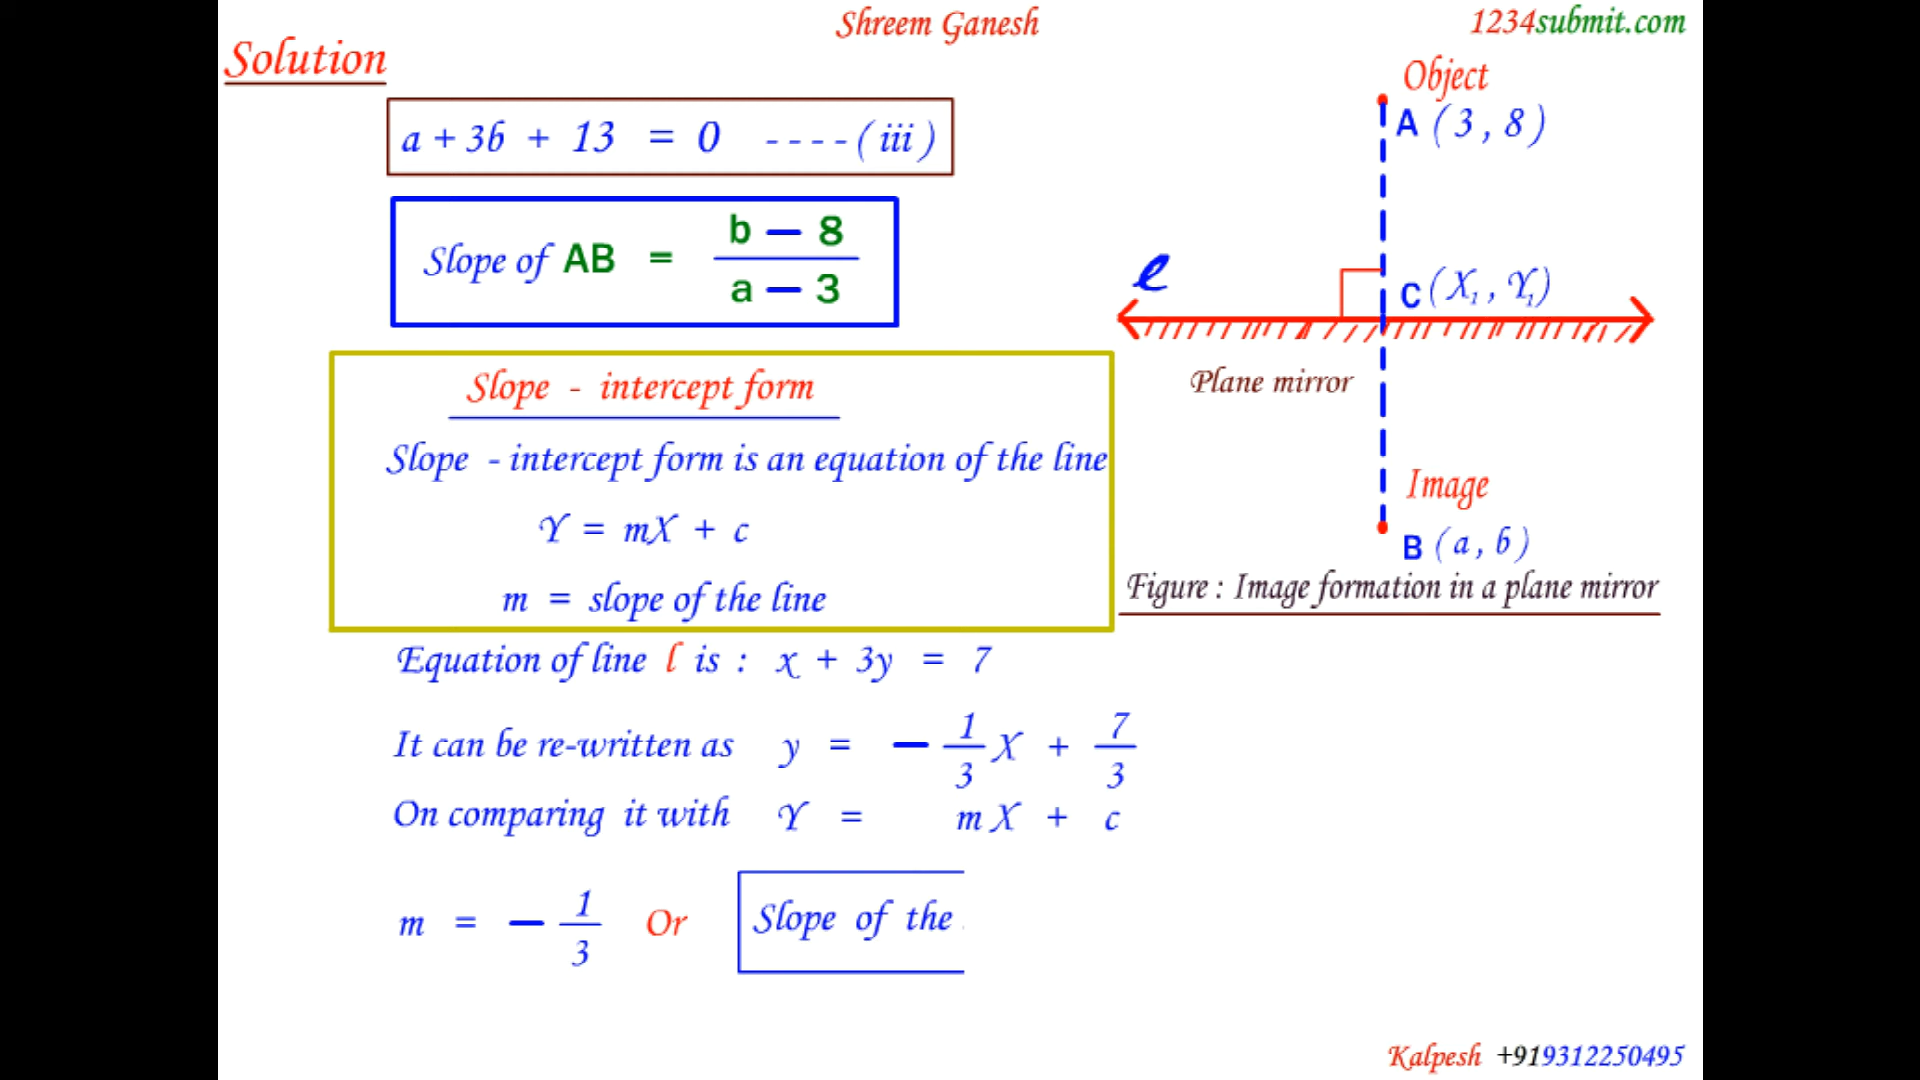 Shreem Ganesh
1234submit.com
Solution
a + 3b + 13 = 0 ----( iii )
Slope of AB = b – 8 / a – 3
Slope - intercept form
Slope - intercept form is an equation of the line
Y = mX + c
m = slope of the line
Equation of line l is : x + 3y = 7
It can be re-written as y = – 1/3 X + 7/3
On comparing it with Y = mX + c
m = – 1/3 Or Slope of the
Object
A ( 3 , 8 )
ℓ
C ( X₁ , Y₁ )
Plane mirror
Image
B ( a , b )
Figure : Image formation in a plane mirror
Kalpesh +919312250495